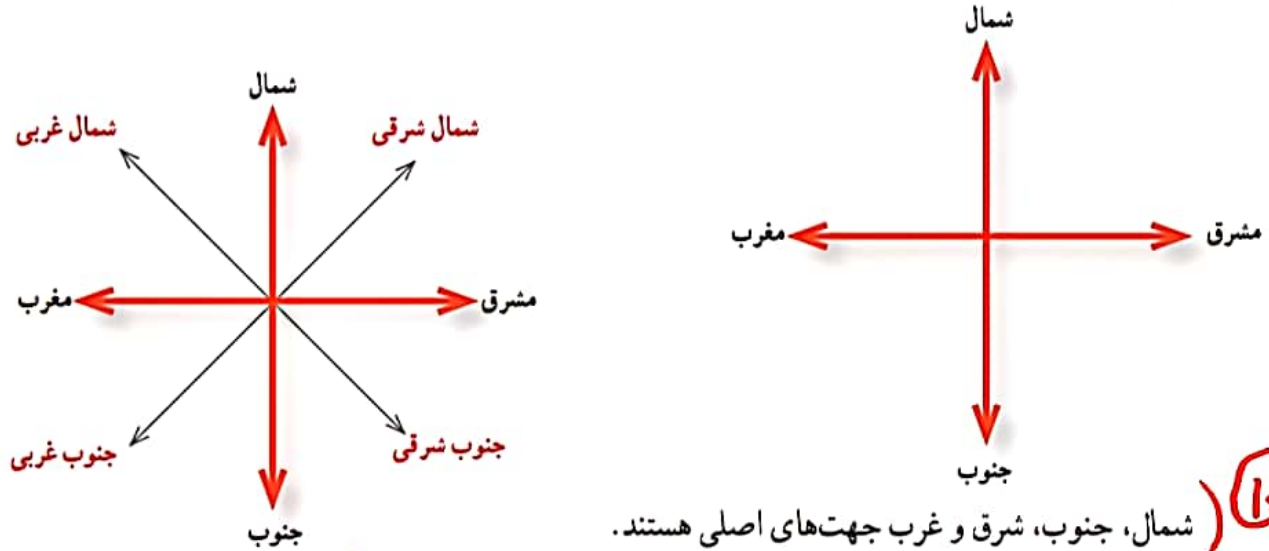 شمال
مشرق
مغرب
جنوب
شمال، جنوب، شرق و غرب جهت‌های اصلی هستند.
شمال
شمال شرقی
شمال غربی
مشرق
مغرب
جنوب شرقی
جنوب غربی
جنوب